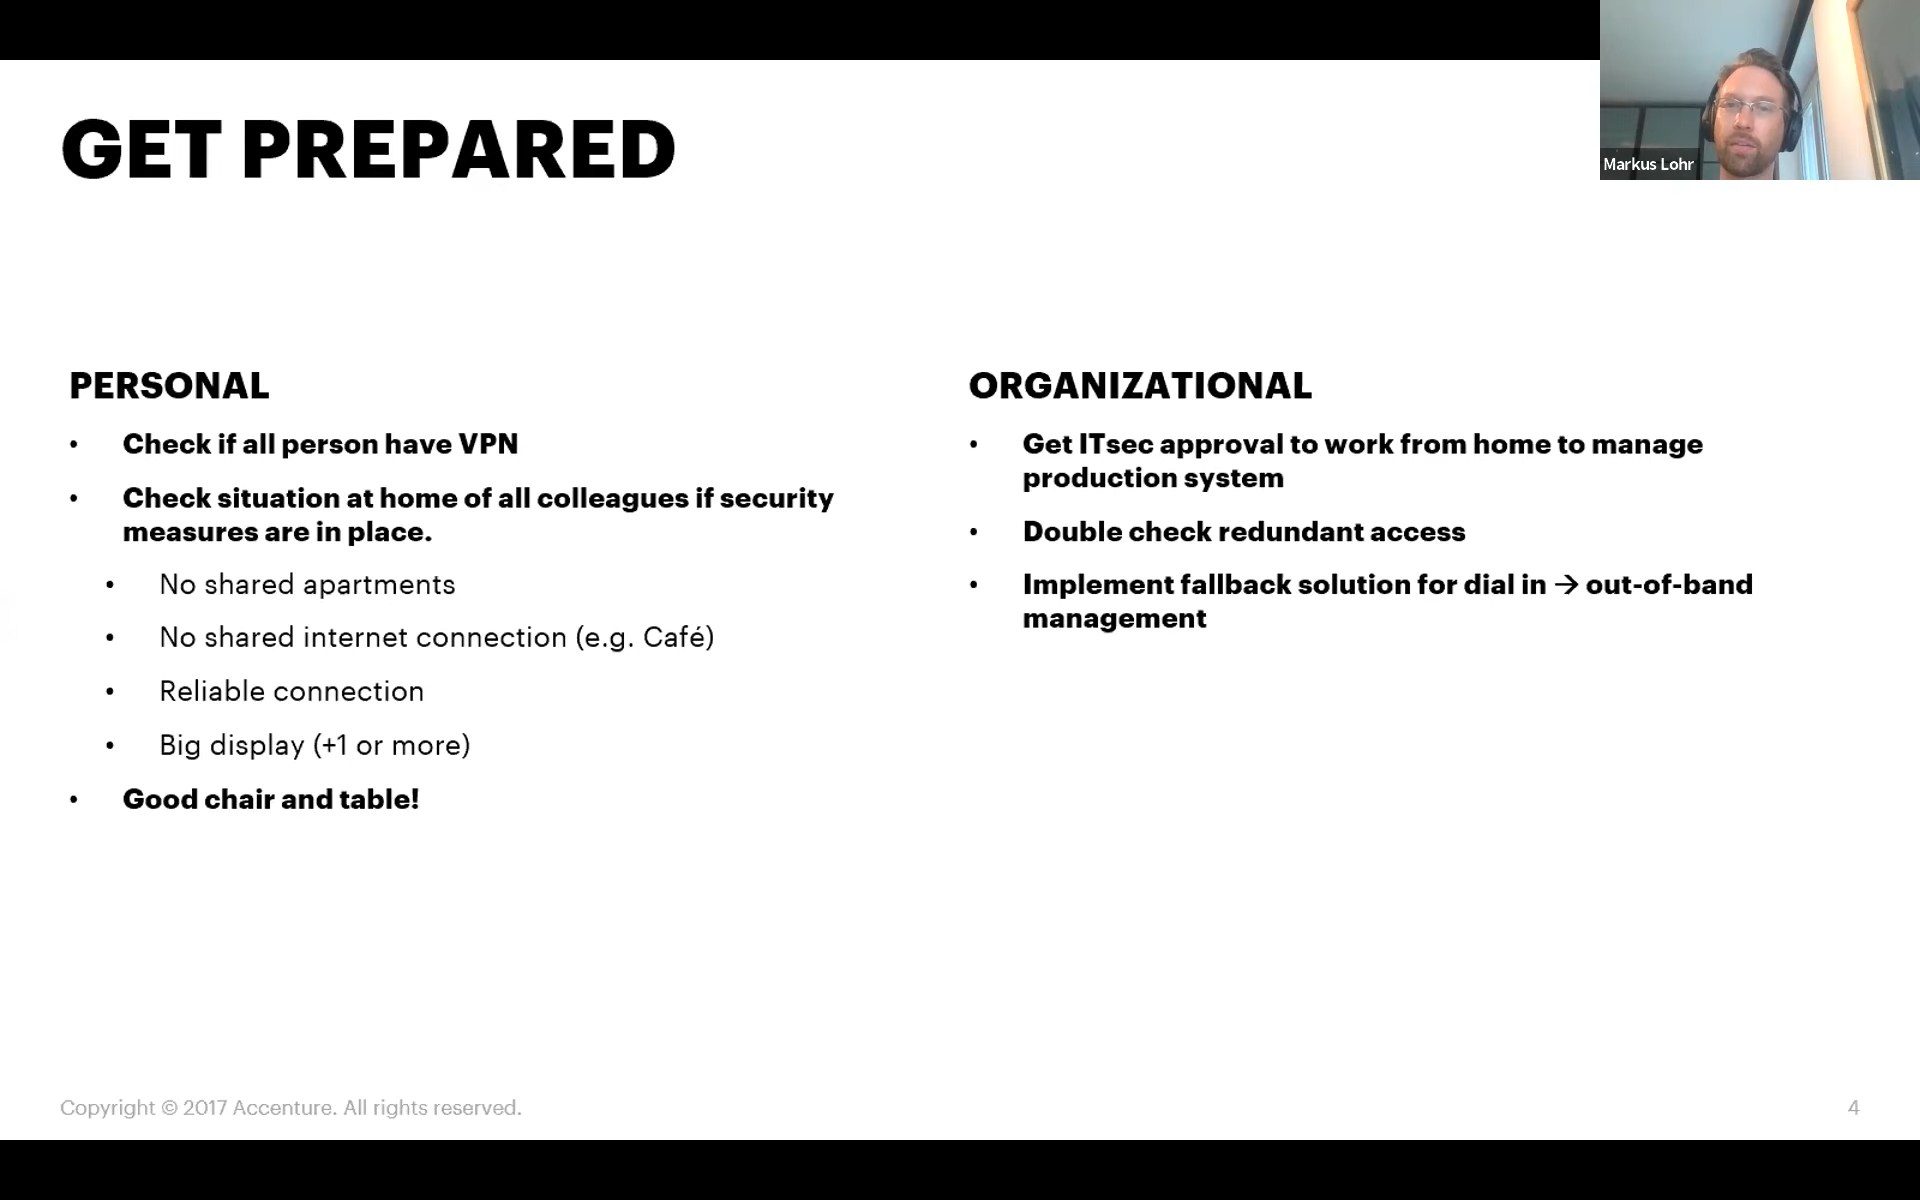 GET PREPARED
Markus Lohr
PERSONAL
• Check if all person have VPN
• Check situation at home of all colleagues if security
measures are in place.
• No shared apartments
• No shared internet connection (e.g. Café)
• Reliable connection
• Big display (+1 or more)
• Good chair and table!
ORGANIZATIONAL
• Get ITsec approval to work from home to manage
production system
• Double check redundant access
• Implement fallback solution for dial in → out-of-band
management
Copyright © 2017 Accenture. All rights reserved.
4